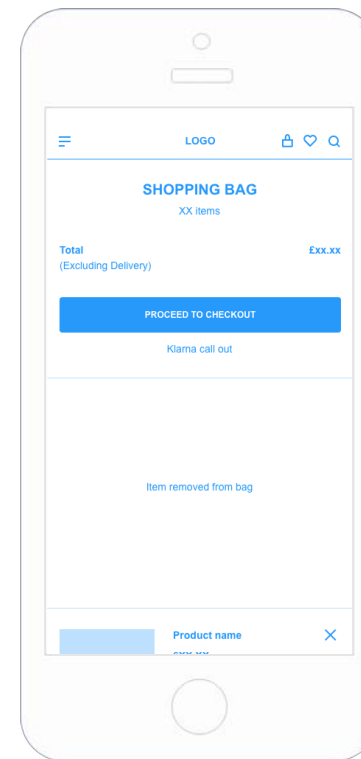 LOGO
SHOPPING BAG
XX items
Total £xx.xx
(Excluding Delivery)
PROCEED TO CHECKOUT
Klarna call out
Item removed from bag
Product name